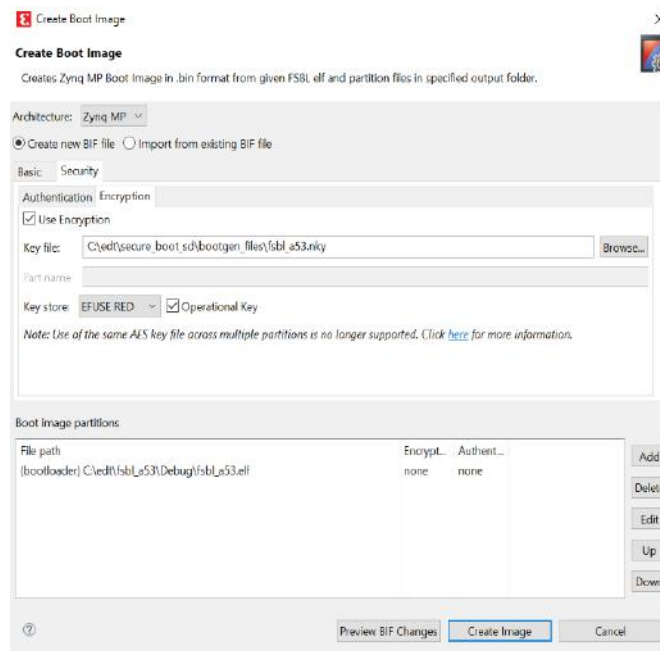 Create Boot Image
Create Boot Image
Creates Zynq MP Boot Image in .bin format from given FSBL elf and partition files in specified output folder.
Architecture: Zynq MP
Create new BIF file Import from existing BIF file
Basic Security
Authentication Encryption
Use Encryption
Key file: C:\edt\secure_boot_sd\bootgen_files\fsbl_a53.nky Browse...
Part name
Key store: EFUSE RED Operational Key
Note: Use of the same AES key file across multiple partitions is no longer supported. Click here for more information.
Boot image partitions
File path Encrypt... Authent...
(bootloader) C:\edt\fsbl_a53\Debug\fsbl_a53.elf none none
Add
Delet
Edit
Up
Down
Preview BIF Changes Create Image Cancel